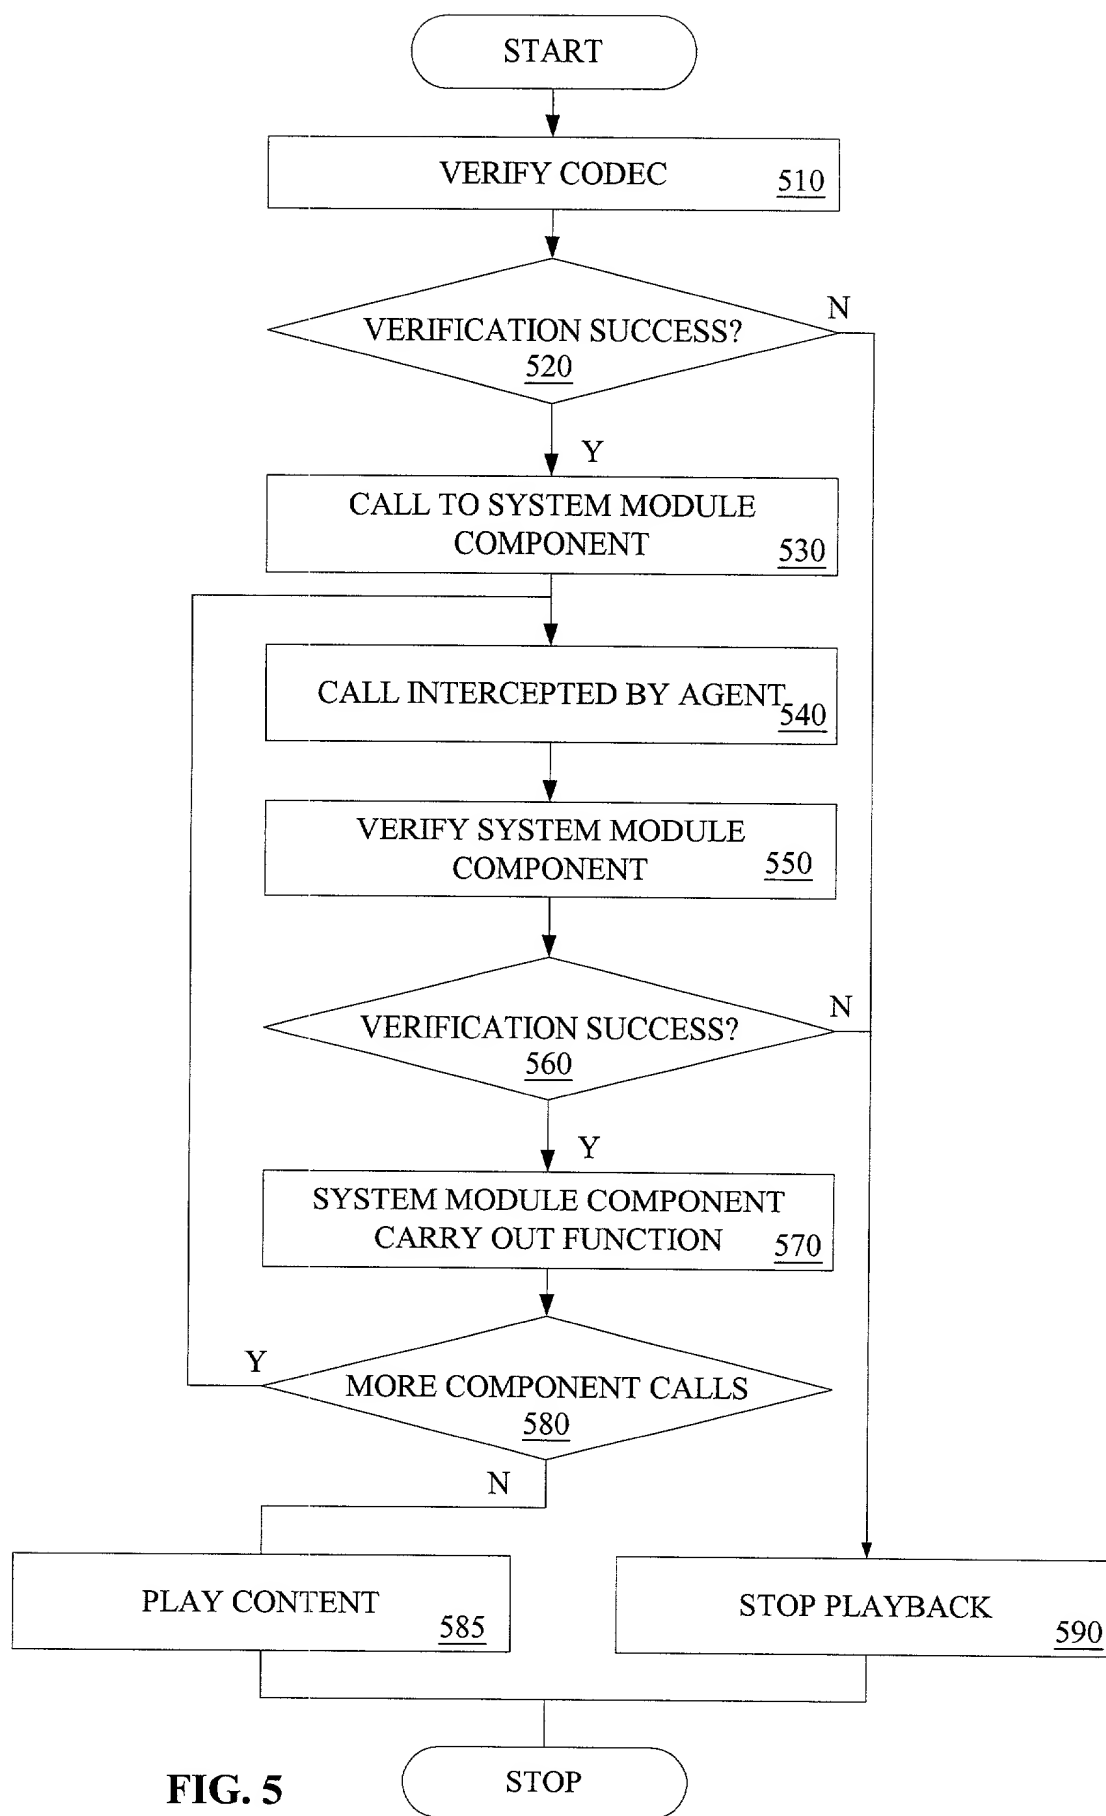 START
VERIFY CODEC
510
N
VERIFICATION SUCCESS?
520
Y
CALL TO SYSTEM MODULE
COMPONENT
530
CALL INTERCEPTED BY AGENT
540
VERIFY SYSTEM MODULE
COMPONENT
550
N
VERIFICATION SUCCESS?
560
Y
SYSTEM MODULE COMPONENT
CARRY OUT FUNCTION
570
Y
MORE COMPONENT CALLS
580
N
PLAY CONTENT
585
STOP PLAYBACK
590
STOP
FIG. 5